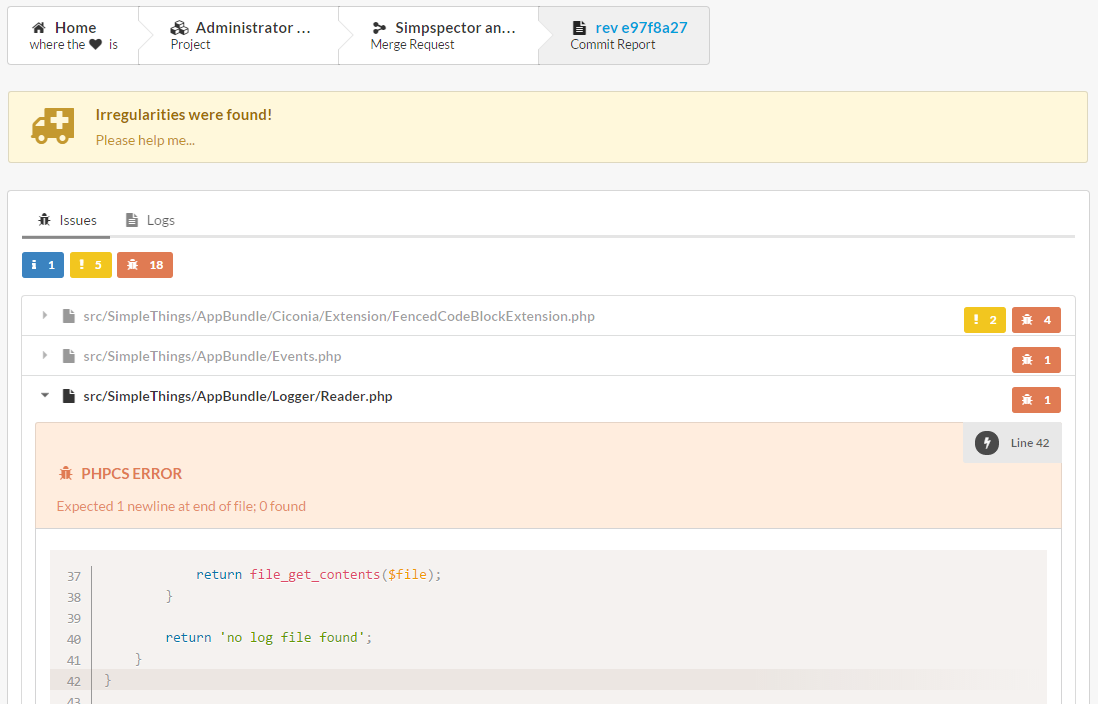 Home
where the is
Administrator ...
Project
Simpspector an...
Merge Request
rev e97f8a27
Commit Report
Irregularities were found!
Please help me...
Issues
Logs
1
5
18
src/SimpleThings/AppBundle/Ciconia/Extension/FencedCodeBlockExtension.php
2
4
src/SimpleThings/AppBundle/Events.php
1
src/SimpleThings/AppBundle/Logger/Reader.php
1
Line 42
PHPCS ERROR
Expected 1 newline at end of file; 0 found
37 return file_get_contents($file);
38 }
39
40 return 'no log file found';
41 }
42 }
43